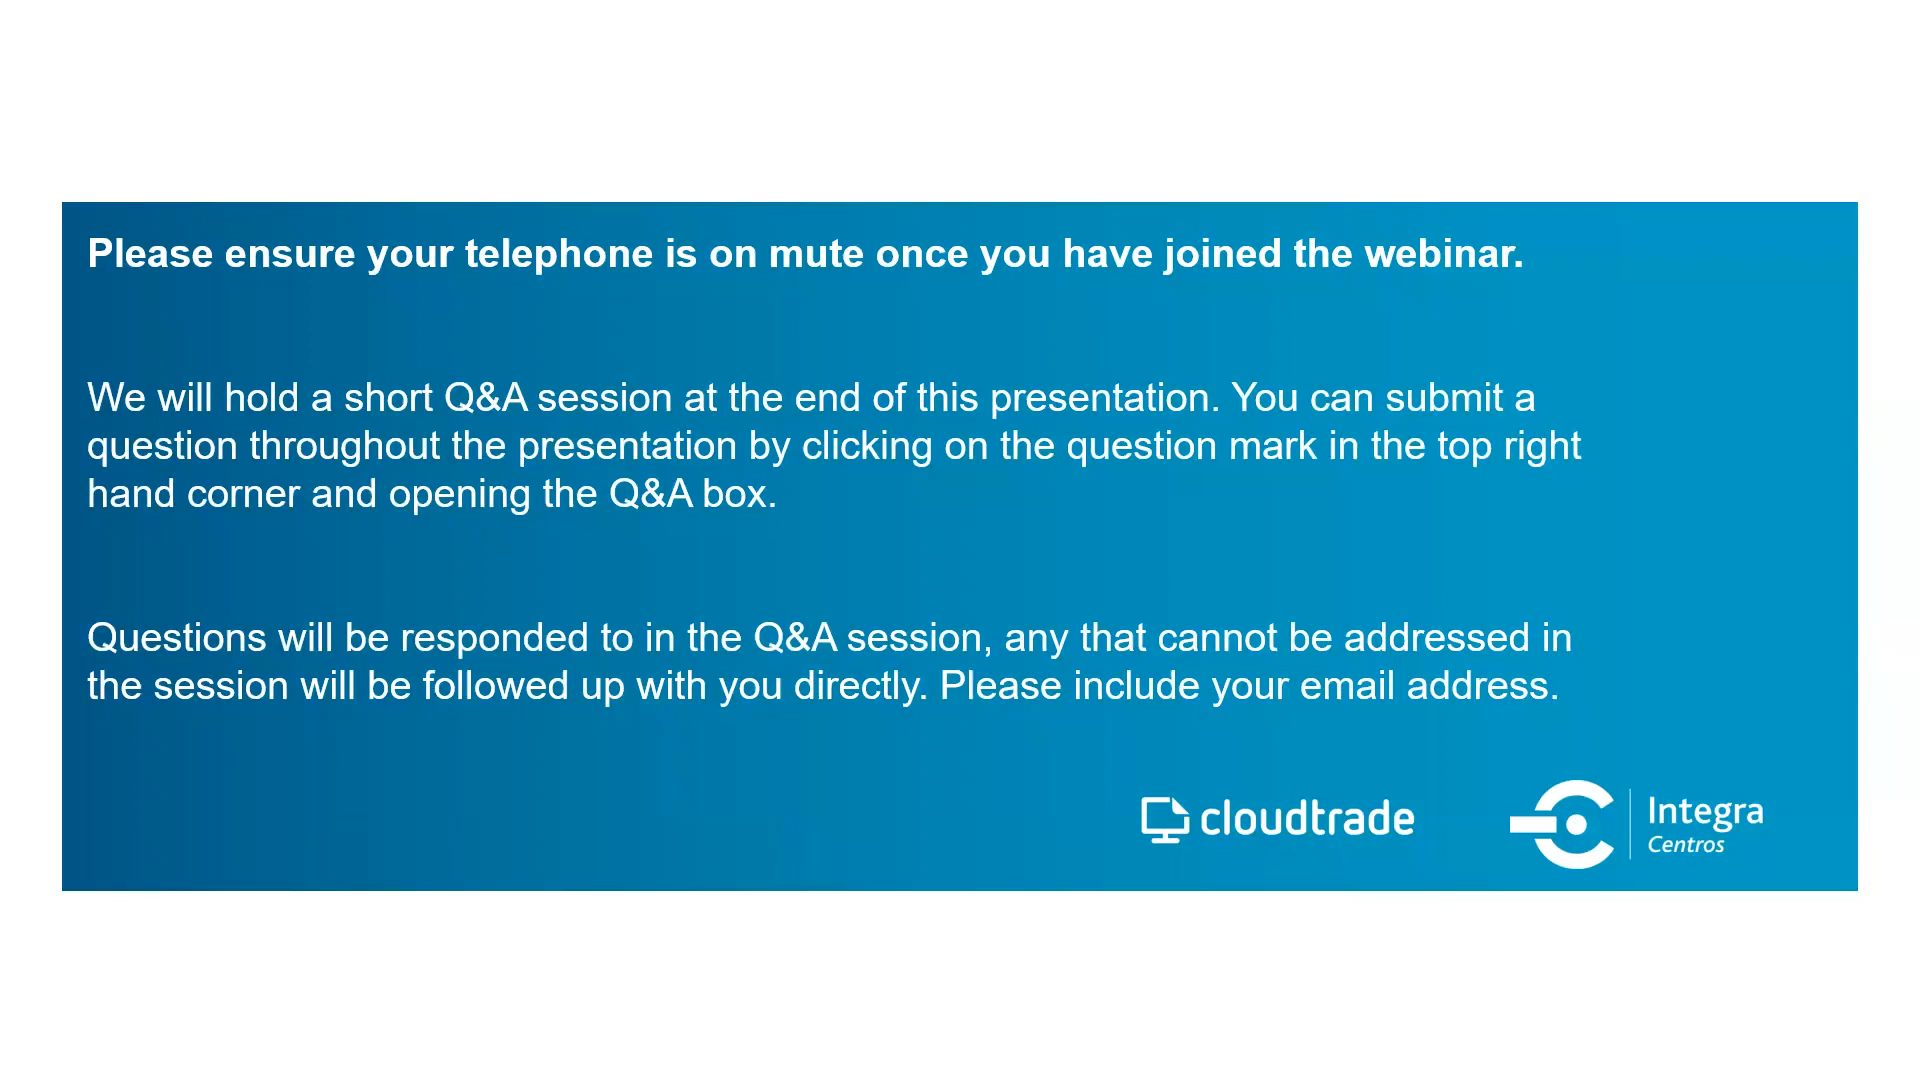 Please ensure your telephone is on mute once you have joined the webinar.
We will hold a short Q&A session at the end of this presentation. You can submit a
question throughout the presentation by clicking on the question mark in the top right
hand corner and opening the Q&A box.
Questions will be responded to in the Q&A session, any that cannot be addressed in
the session will be followed up with you directly. Please include your email address.
cloudtrade
Integra
Centros